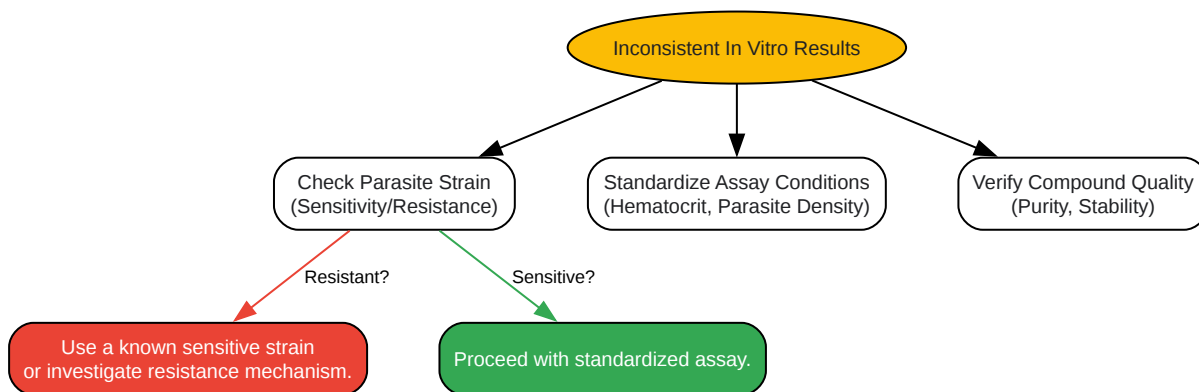 Inconsistent In Vitro Results
Check Parasite Strain
(Sensitivity/Resistance)
Standardize Assay Conditions
(Hematocrit, Parasite Density)
Verify Compound Quality
(Purity, Stability)
Resistant?
Sensitive?
Use a known sensitive strain
or investigate resistance mechanism.
Proceed with standardized assay.